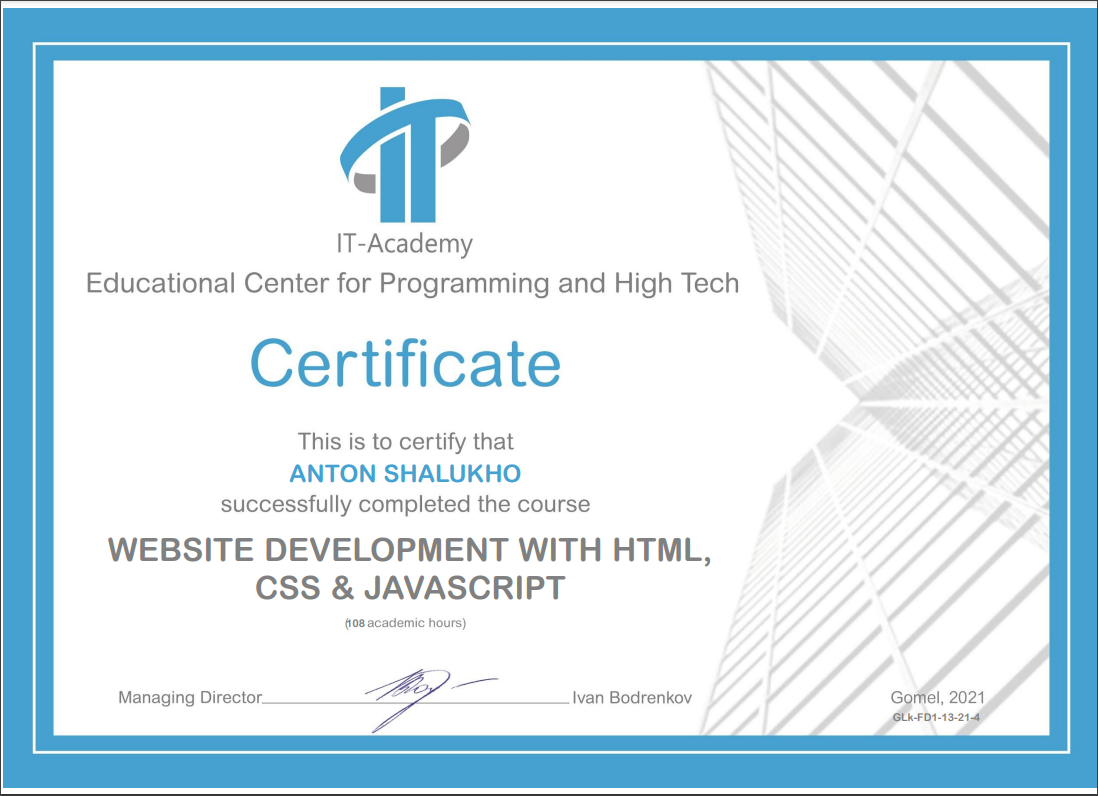 IT
IT-Academy
Educational Center for Programming and High Tech
Certificate
This is to certify that
ANTON SHALUKHO
successfully completed the course
WEBSITE DEVELOPMENT WITH HTML,
CSS & JAVASCRIPT
(108 academic hours)
Managing Director Ivan Bodrenkov
Gomel, 2021
GLk-FD1-13-21-4